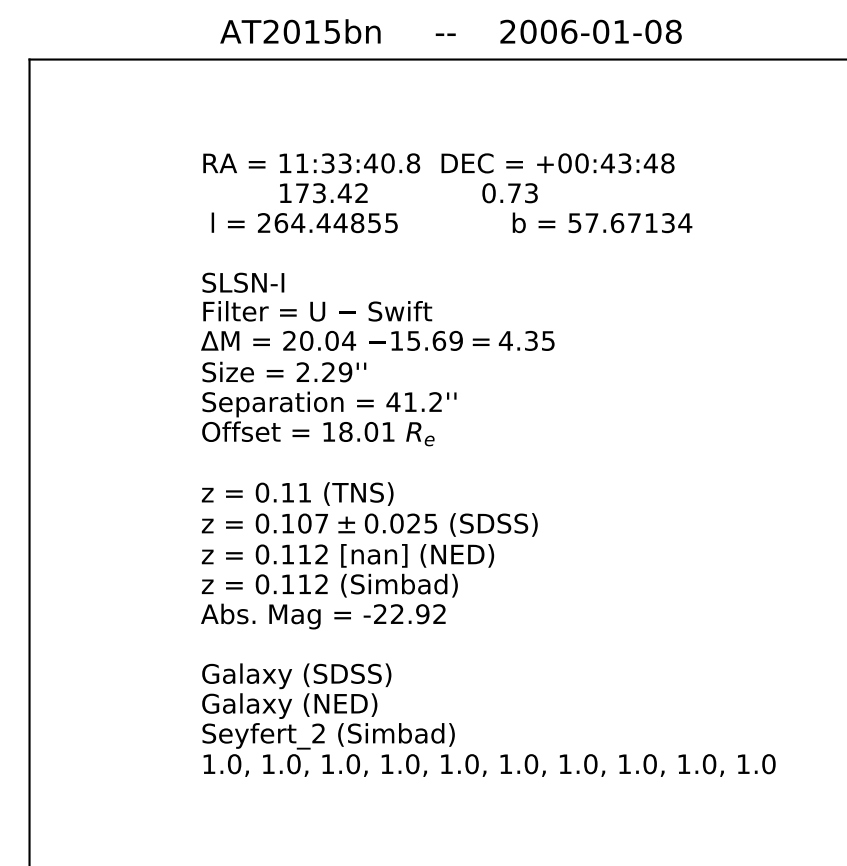 AT2015bn -- 2006-01-08
RA = 11:33:40.8 DEC = +00:43:48
173.42 0.73
l = 264.44855 b = 57.67134
SLSN-I
Filter = U − Swift
ΔM = 20.04 −15.69 = 4.35
Size = 2.29''
Separation = 41.2''
Offset = 18.01 Rₑ
z = 0.11 (TNS)
z = 0.107 ± 0.025 (SDSS)
z = 0.112 [nan] (NED)
z = 0.112 (Simbad)
Abs. Mag = -22.92
Galaxy (SDSS)
Galaxy (NED)
Seyfert_2 (Simbad)
1.0, 1.0, 1.0, 1.0, 1.0, 1.0, 1.0, 1.0, 1.0, 1.0